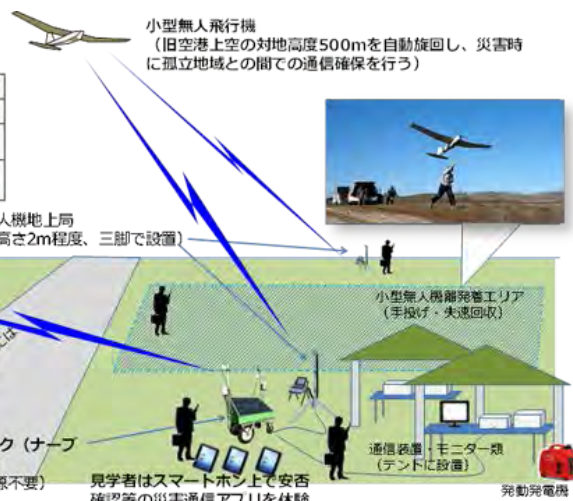 小型無人飛行機
(旧空港上空の対地高度500mを自動旋回し、災害時
に孤立地域との間での通信確保を行う)
人機地上局
高さ2m程度、三脚で設置)
小型無人機離発着エリア
(手投げ・失速回収)
には
ク(ナーブ
源不要)
見学者はスマートホン上で安否
確認等の災害通信アプリを体験
通信装置・モニター類
(テントに設置)
発動発電機